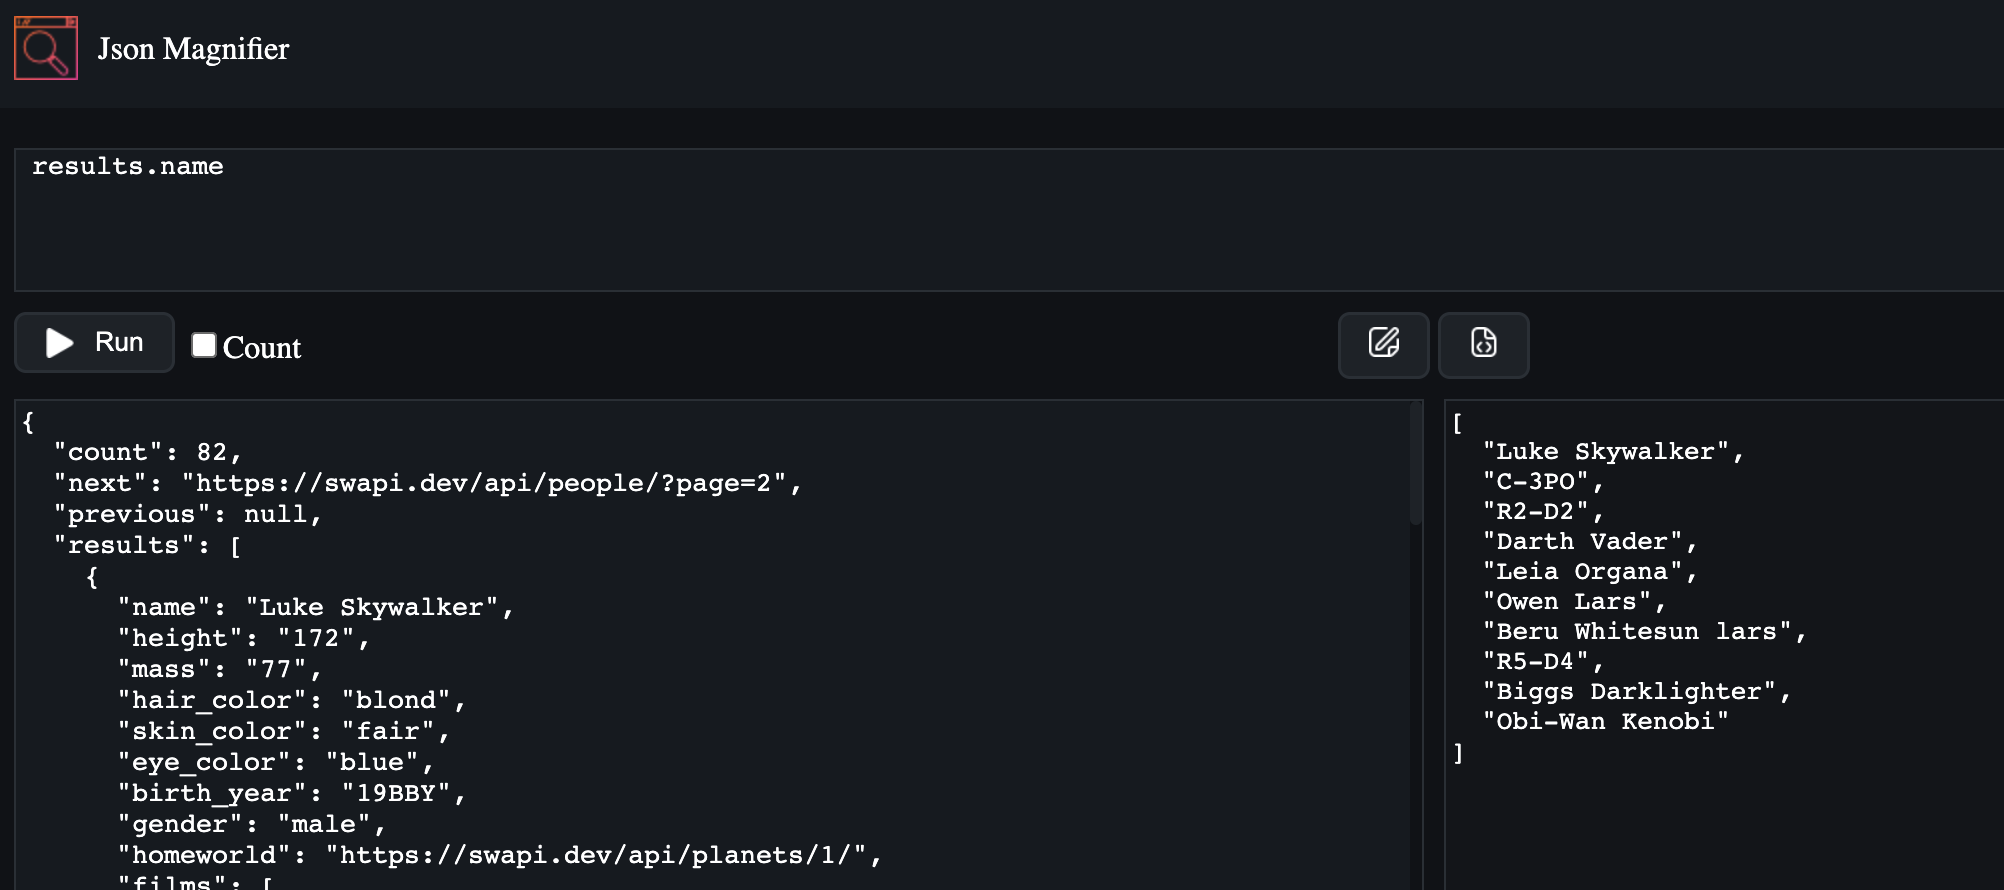 Json Magnifier
results.name
Run
Count
{
"count": 82,
"next": "https://swapi.dev/api/people/?page=2",
"previous": null,
"results": [
{
"name": "Luke Skywalker",
"height": "172",
"mass": "77",
"hair_color": "blond",
"skin_color": "fair",
"eye_color": "blue",
"birth_year": "19BBY",
"gender": "male",
"homeworld": "https://swapi.dev/api/planets/1/",
"films": [
[
"Luke Skywalker",
"C-3PO",
"R2-D2",
"Darth Vader",
"Leia Organa",
"Owen Lars",
"Beru Whitesun lars",
"R5-D4",
"Biggs Darklighter",
"Obi-Wan Kenobi"
]